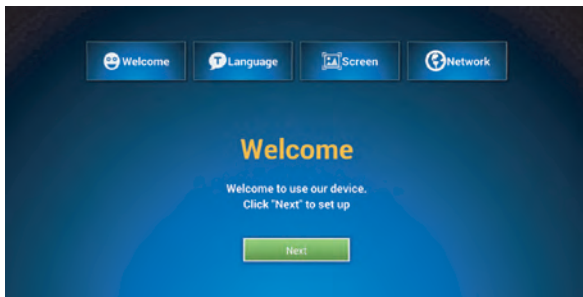 Welcome
Language
Screen
Network
Welcome
Welcome to use our device.
Click "Next" to set up
Next